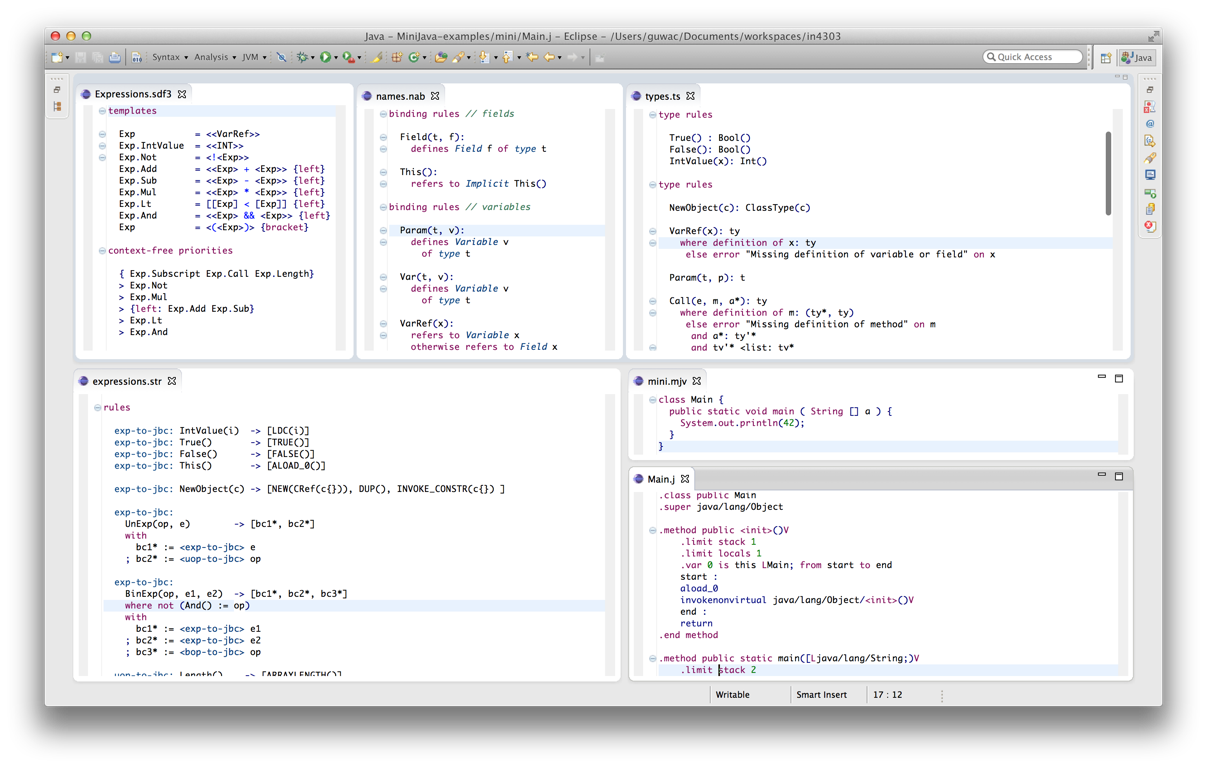 Java – MiniJava-examples/mini/Main.j – Eclipse – /Users/guwac/Documents/workspaces/in4303
Syntax Analysis JVM Quick Access Java
Expressions.sdf3
templates
Exp = <<VarRef>>
Exp.IntValue = <<INT>>
Exp.Not = <!<Exp>>
Exp.Add = <<Exp> + <Exp>> {left}
Exp.Sub = <<Exp> - <Exp>> {left}
Exp.Mul = <<Exp> * <Exp>> {left}
Exp.Lt = [[Exp] < [Exp]] {left}
Exp.And = <<Exp> && <Exp>> {left}
Exp = <(<Exp>)> {bracket}
context-free priorities
{ Exp.Subscript Exp.Call Exp.Length}
> Exp.Not
> Exp.Mul
> {left: Exp.Add Exp.Sub}
> Exp.Lt
> Exp.And
names.nab
binding rules // fields
Field(t, f):
defines Field f of type t
This():
refers to Implicit This()
binding rules // variables
Param(t, v):
defines Variable v
of type t
Var(t, v):
defines Variable v
of type t
VarRef(x):
refers to Variable x
otherwise refers to Field x
types.ts
type rules
True() : Bool()
False(): Bool()
IntValue(x): Int()
type rules
NewObject(c): ClassType(c)
VarRef(x): ty
where definition of x: ty
else error "Missing definition of variable or field" on x
Param(t, p): t
Call(e, m, a*): ty
where definition of m: (ty*, ty)
else error "Missing definition of method" on m
and a*: ty'*
and ty'* <list: ty*
expressions.str
rules
exp-to-jbc: IntValue(i) -> [LDC(i)]
exp-to-jbc: True() -> [TRUE()]
exp-to-jbc: False() -> [FALSE()]
exp-to-jbc: This() -> [ALOAD_0()]
exp-to-jbc: NewObject(c) -> [NEW(CRef(c{})), DUP(), INVOKE_CONSTR(c{}) ]
exp-to-jbc:
UnExp(op, e) -> [bc1*, bc2*]
with
bc1* := <exp-to-jbc> e
; bc2* := <uop-to-jbc> op
exp-to-jbc:
BinExp(op, e1, e2) -> [bc1*, bc2*, bc3*]
where not (And() := op)
with
bc1* := <exp-to-jbc> e1
; bc2* := <exp-to-jbc> e2
; bc3* := <bop-to-jbc> op
uop-to-jbc: Length() -> [ARRAYLENGTH()]
mini.mjv
class Main {
public static void main ( String [] a ) {
System.out.println(42);
}
}
Main.j
.class public Main
.super java/lang/Object
.method public <init>()V
.limit stack 1
.limit locals 1
.var 0 is this LMain; from start to end
start :
aload_0
invokenonvirtual java/lang/Object/<init>()V
end :
return
.end method
.method public static main([Ljava/lang/String;)V
.limit stack 2
Writable Smart Insert 17 : 12